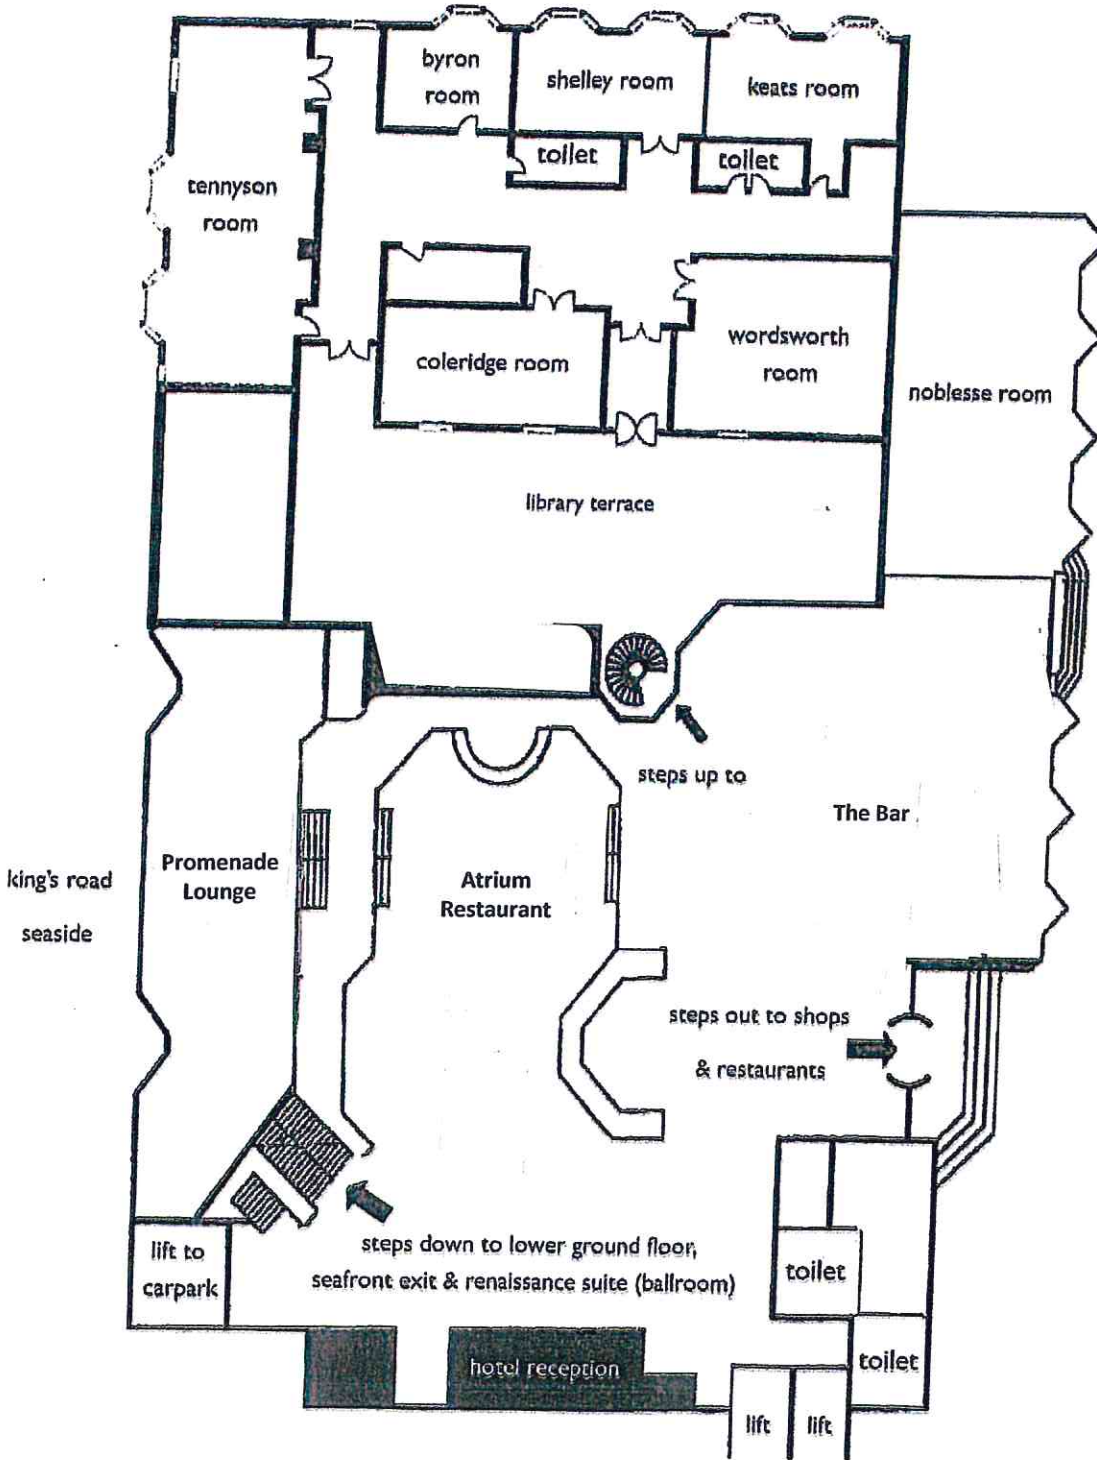 byron
room
shelley room
keats room
toilet
toilet
tennyson
room
coleridge room
wordsworth
room
noblesse room
library terrace
steps up to
The Bar
king's road
seaside
Promenade
Lounge
Atrium
Restaurant
steps out to shops
& restaurants
steps down to lower ground floor,
seafront exit & renaissance suite (ballroom)
lift to
carpark
toilet
toilet
hotel reception
lift
lift